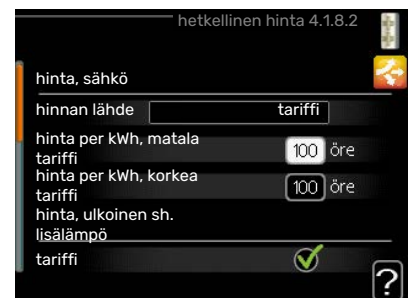 hetkellinen hinta 4.1.8.2
hinta, sähkö
hinnan lähde tariffi
hinta per kWh, matala
tariffi
100 öre
hinta per kWh, korkea
tariffi
100 öre
hinta, ulkoinen sh.
lisälämpö
tariffi
?